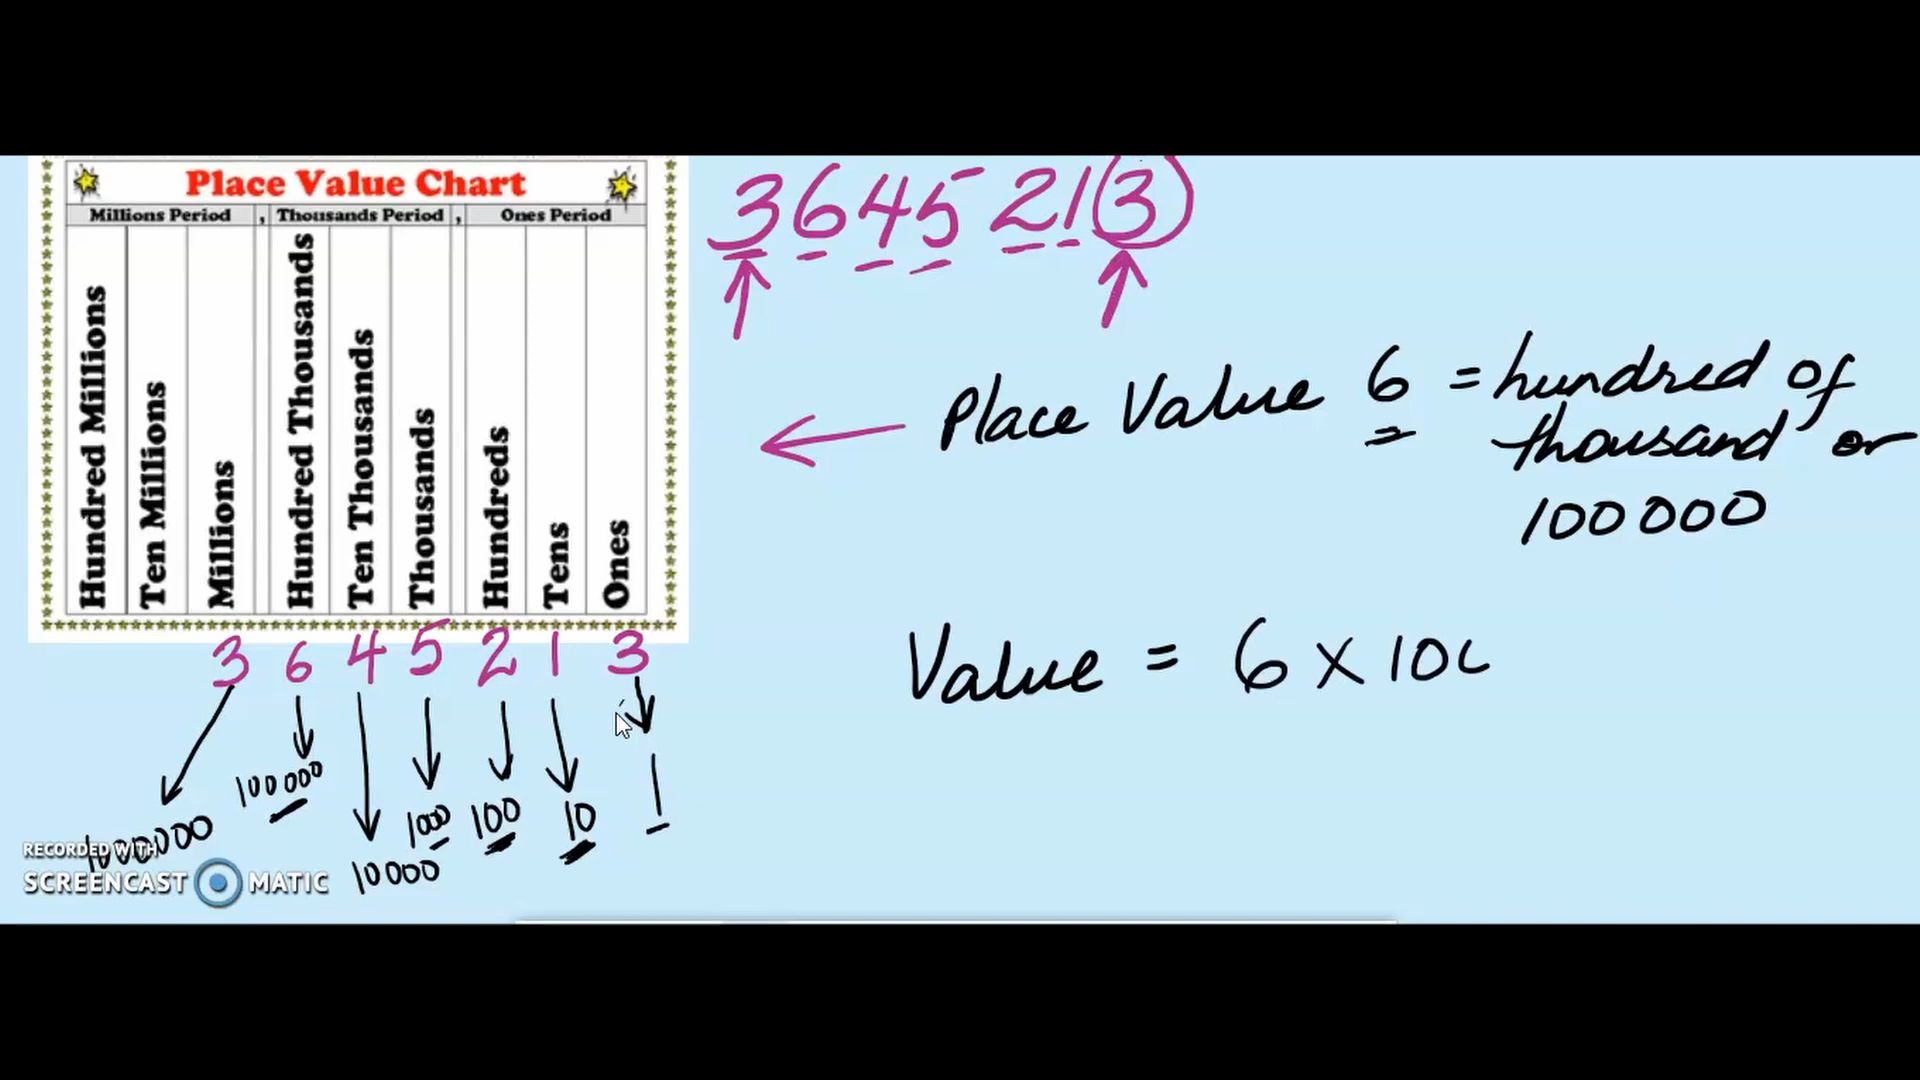 Place Value Chart
Millions Period , Thousands Period , Ones Period
Hundred Millions
Ten Millions
Millions
Hundred Thousands
Ten Thousands
Thousands
Hundreds
Tens
Ones
3 6 4 5 2 1 3
1000000
100000
10000
1000
100
10
1
3645213
Place Value 6 = hundred of
thousand or
100000
Value = 6 x 100
RECORDED WITH
SCREENCAST MATIC